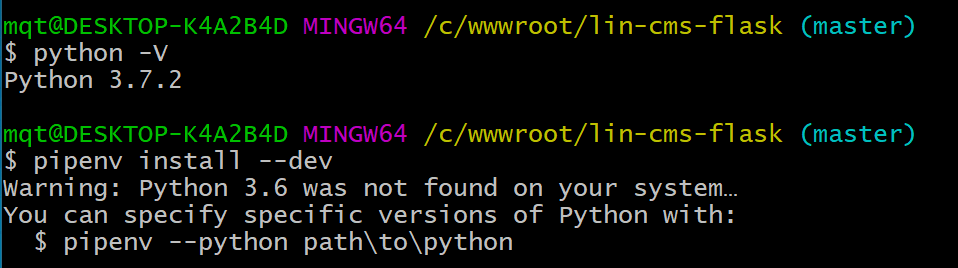 mqt@DESKTOP-K4A2B4D MINGW64 /c/wwwroot/lin-cms-flask (master)
$ python -V
Python 3.7.2
mqt@DESKTOP-K4A2B4D MINGW64 /c/wwwroot/lin-cms-flask (master)
$ pipenv install --dev
Warning: Python 3.6 was not found on your system…
You can specify specific versions of Python with:
  $ pipenv --python path\to\python